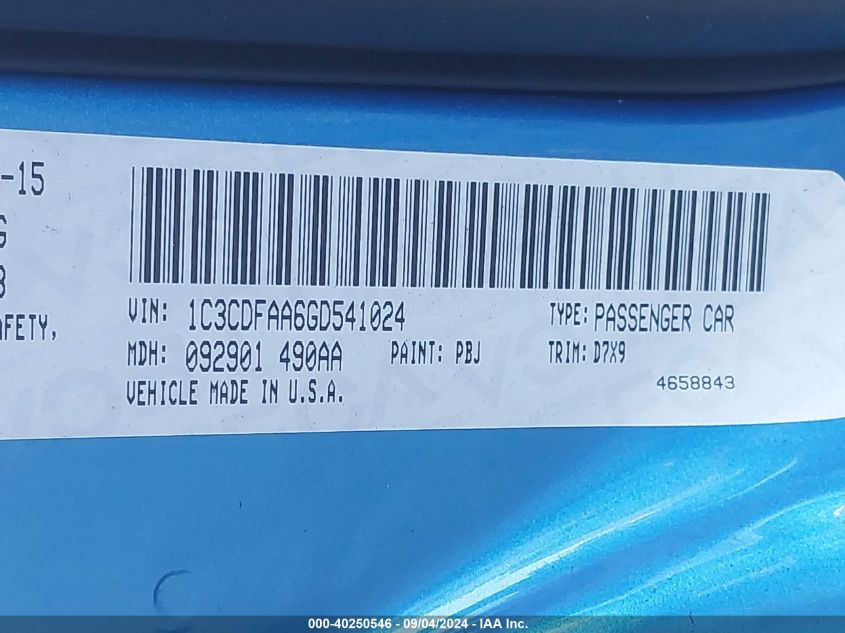 -15
G
8
AFETY,
VIN: 1C3CDFAA6GD541024 TYPE: PASSENGER CAR
MDH: 092901 490AA PAINT: PBJ TRIM: D7X9
VEHICLE MADE IN U.S.A. 4658843
000-40250546 - 09/04/2024 - IAA Inc.